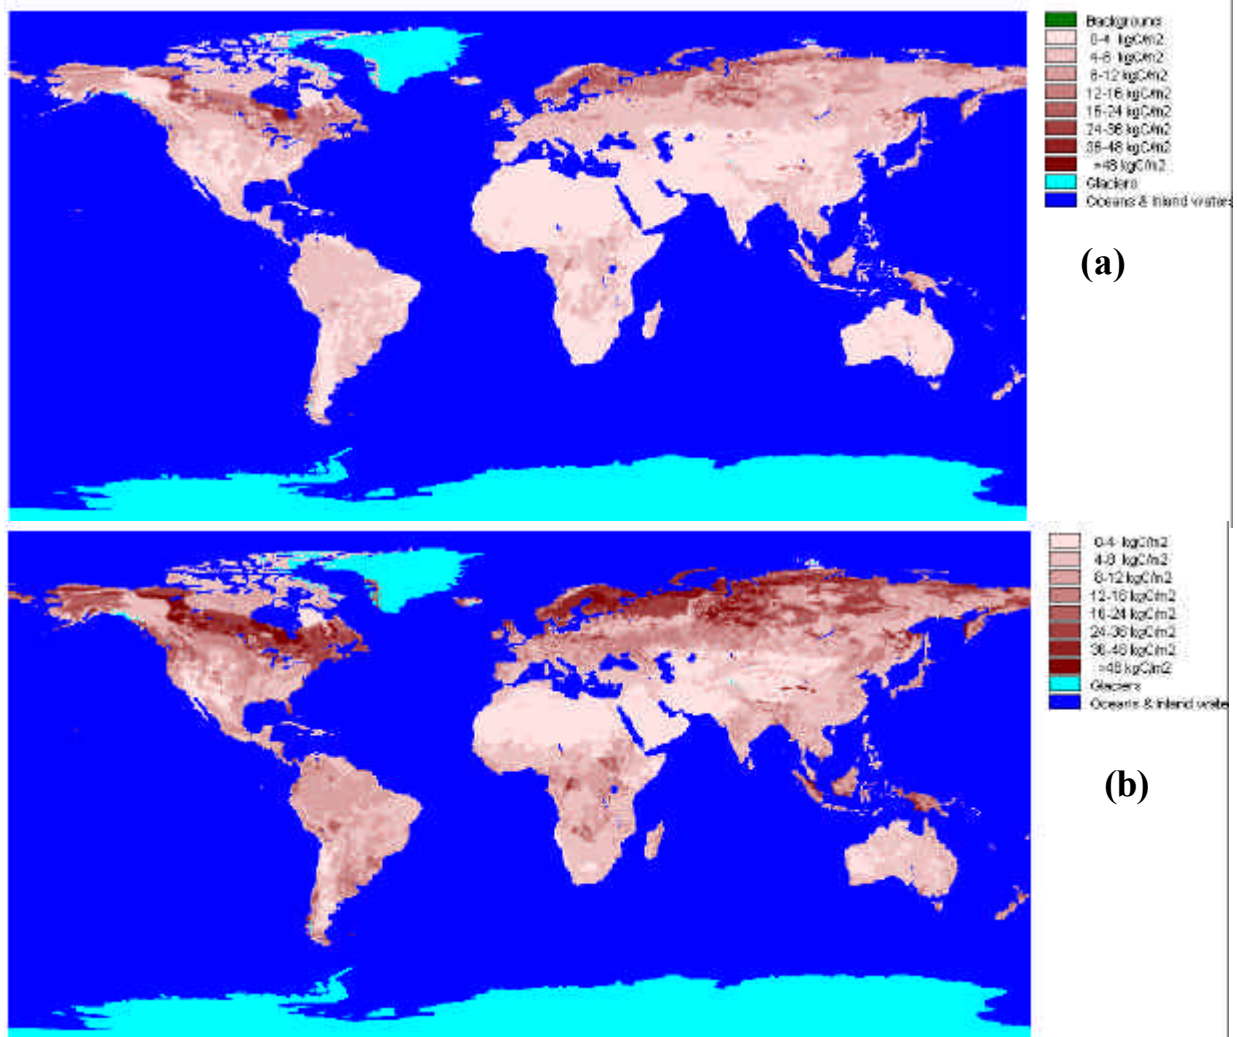 Background
0-4 kgC/m2
4-8 kgC/m2
8-12 kgC/m2
12-16 kgC/m2
16-24 kgC/m2
24-36 kgC/m2
36-48 kgC/m2
>48 kgC/m2
Glaciers
Oceans & Inland waters
(a)
0-4 kgC/m2
4-8 kgC/m2
8-12 kgC/m2
12-16 kgC/m2
16-24 kgC/m2
24-36 kgC/m2
36-48 kgC/m2
>48 kgC/m2
Glaciers
Oceans & Inland wate
(b)